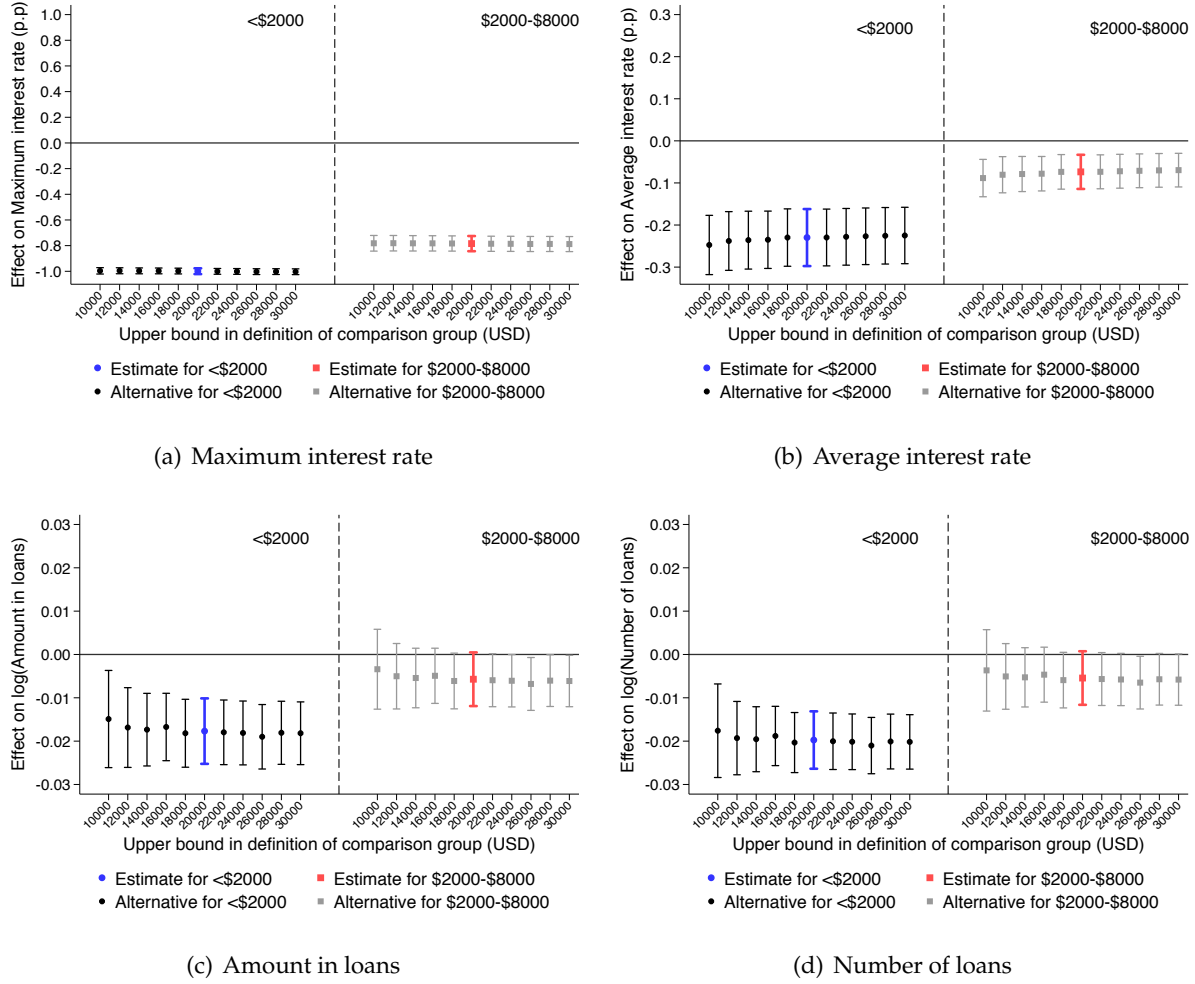 Effect on Maximum interest rate (p.p)
1.0
0.8
0.6
0.4
0.2
0.0
-0.2
-0.4
-0.6
-0.8
-1.0
<$2000
$2000-$8000
10000 12000 14000 16000 18000 20000 22000 24000 26000 28000 30000
10000 12000 14000 16000 18000 20000 22000 24000 26000 28000 30000
Upper bound in definition of comparison group (USD)
Estimate for <$2000
Estimate for $2000-$8000
Alternative for <$2000
Alternative for $2000-$8000
(a) Maximum interest rate
Effect on Average interest rate (p.p)
0.3
0.2
0.1
0.0
-0.1
-0.2
-0.3
<$2000
$2000-$8000
10000 12000 14000 16000 18000 20000 22000 24000 26000 28000 30000
10000 12000 14000 16000 18000 20000 22000 24000 26000 28000 30000
Upper bound in definition of comparison group (USD)
Estimate for <$2000
Estimate for $2000-$8000
Alternative for <$2000
Alternative for $2000-$8000
(b) Average interest rate
Effect on log(Amount in loans)
0.03
0.02
0.01
0.00
-0.01
-0.02
-0.03
<$2000
$2000-$8000
10000 12000 14000 16000 18000 20000 22000 24000 26000 28000 30000
10000 12000 14000 16000 18000 20000 22000 24000 26000 28000 30000
Upper bound in definition of comparison group (USD)
Estimate for <$2000
Estimate for $2000-$8000
Alternative for <$2000
Alternative for $2000-$8000
(c) Amount in loans
Effect on log(Number of loans)
0.03
0.02
0.01
0.00
-0.01
-0.02
-0.03
<$2000
$2000-$8000
10000 12000 14000 16000 18000 20000 22000 24000 26000 28000 30000
10000 12000 14000 16000 18000 20000 22000 24000 26000 28000 30000
Upper bound in definition of comparison group (USD)
Estimate for <$2000
Estimate for $2000-$8000
Alternative for <$2000
Alternative for $2000-$8000
(d) Number of loans